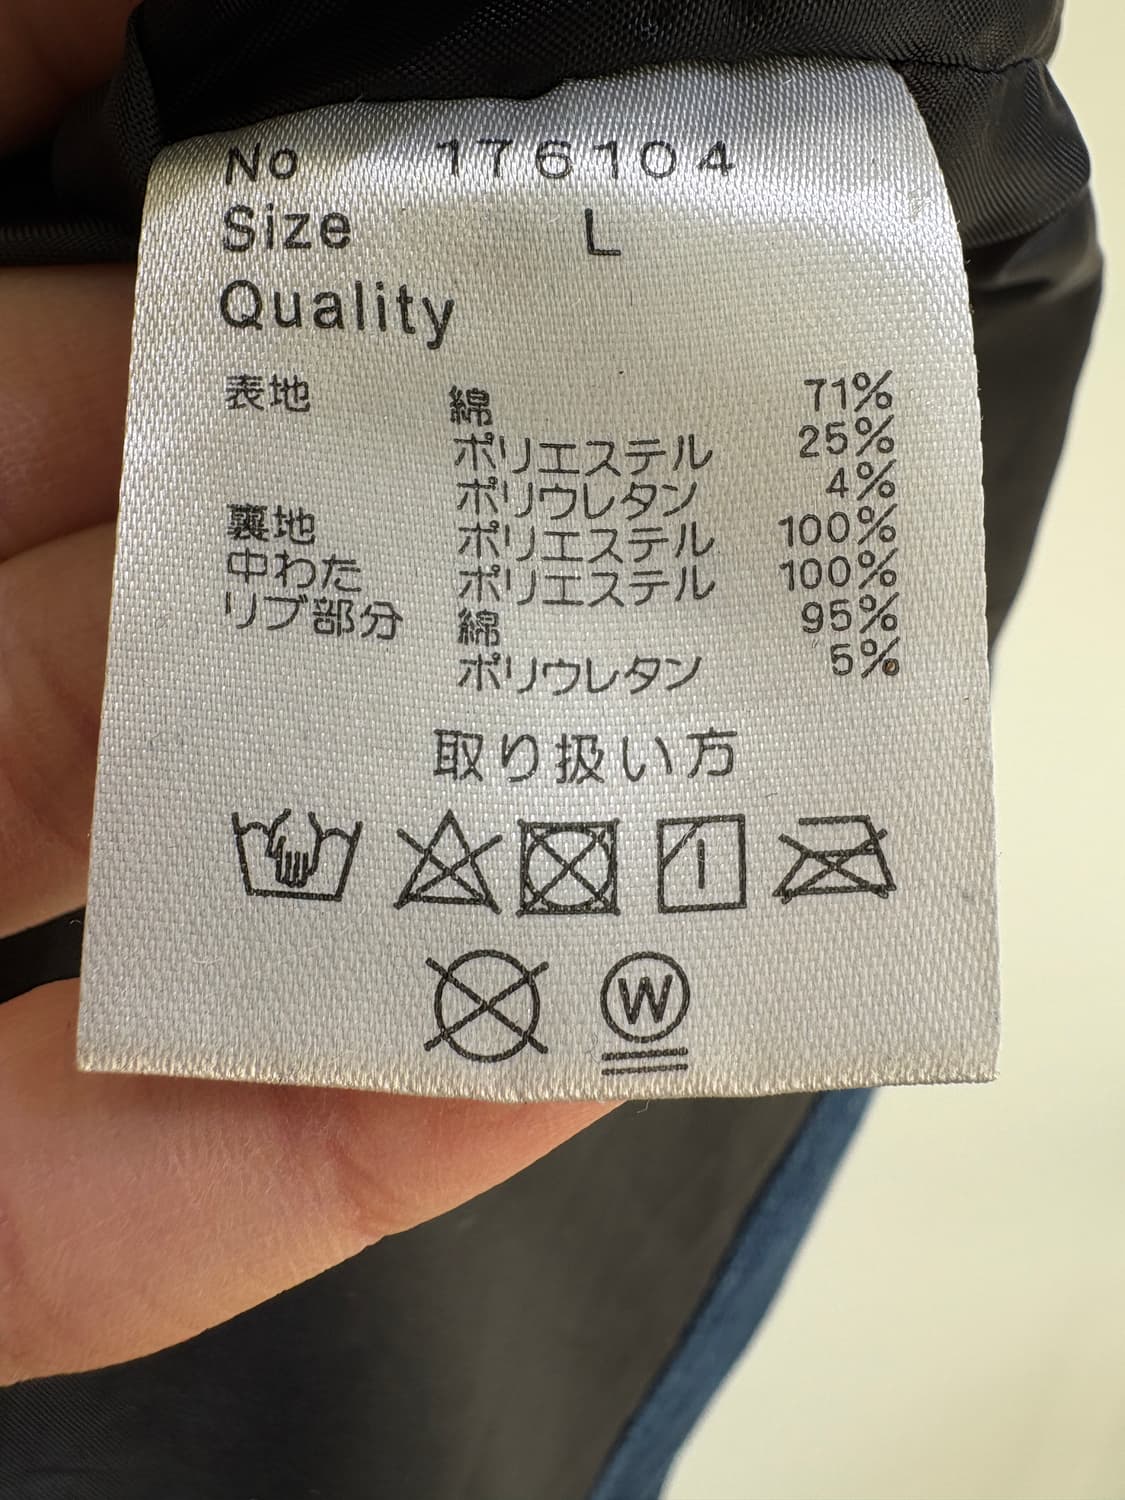 No 176104
Size L
Quality
表地 綿 71%
ポリエステル 25%
ポリウレタン 4%
裏地 ポリエステル 100%
中わた ポリエステル 100%
リブ部分 綿 95%
ポリウレタン 5%
取り扱い方
W